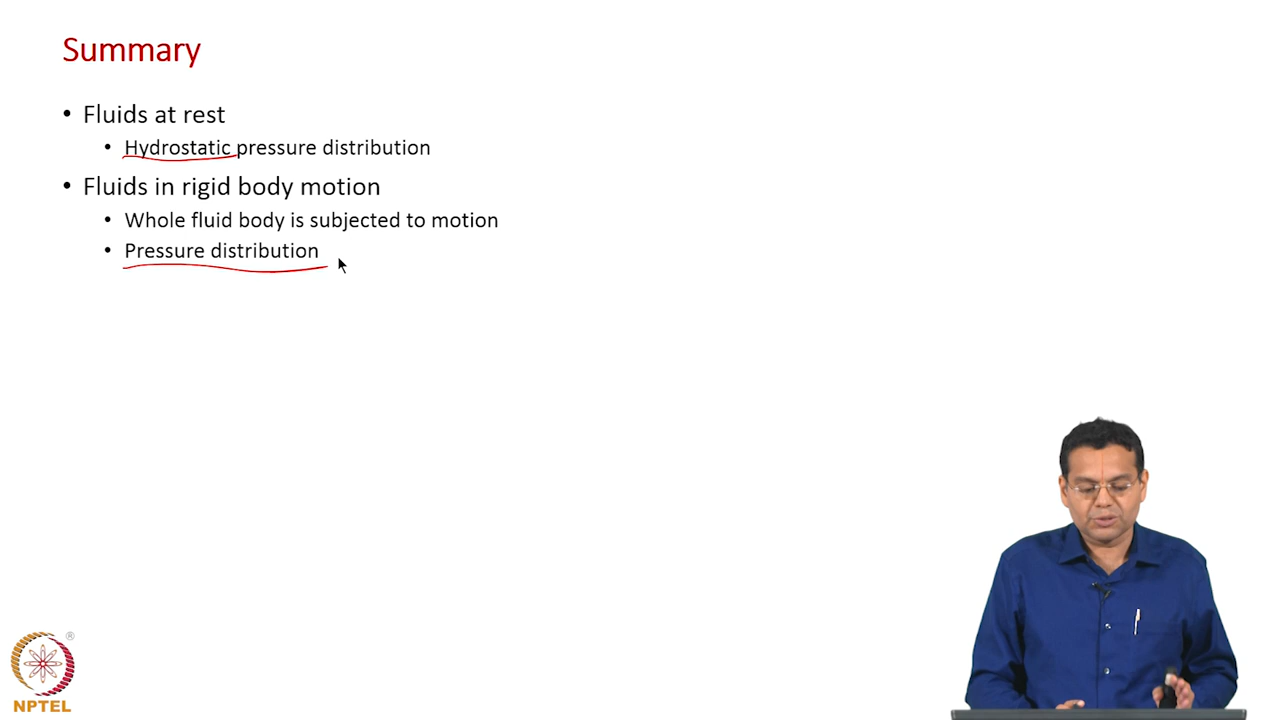 Summary
• Fluids at rest
• Hydrostatic pressure distribution
• Fluids in rigid body motion
• Whole fluid body is subjected to motion
• Pressure distribution
®
NPTEL